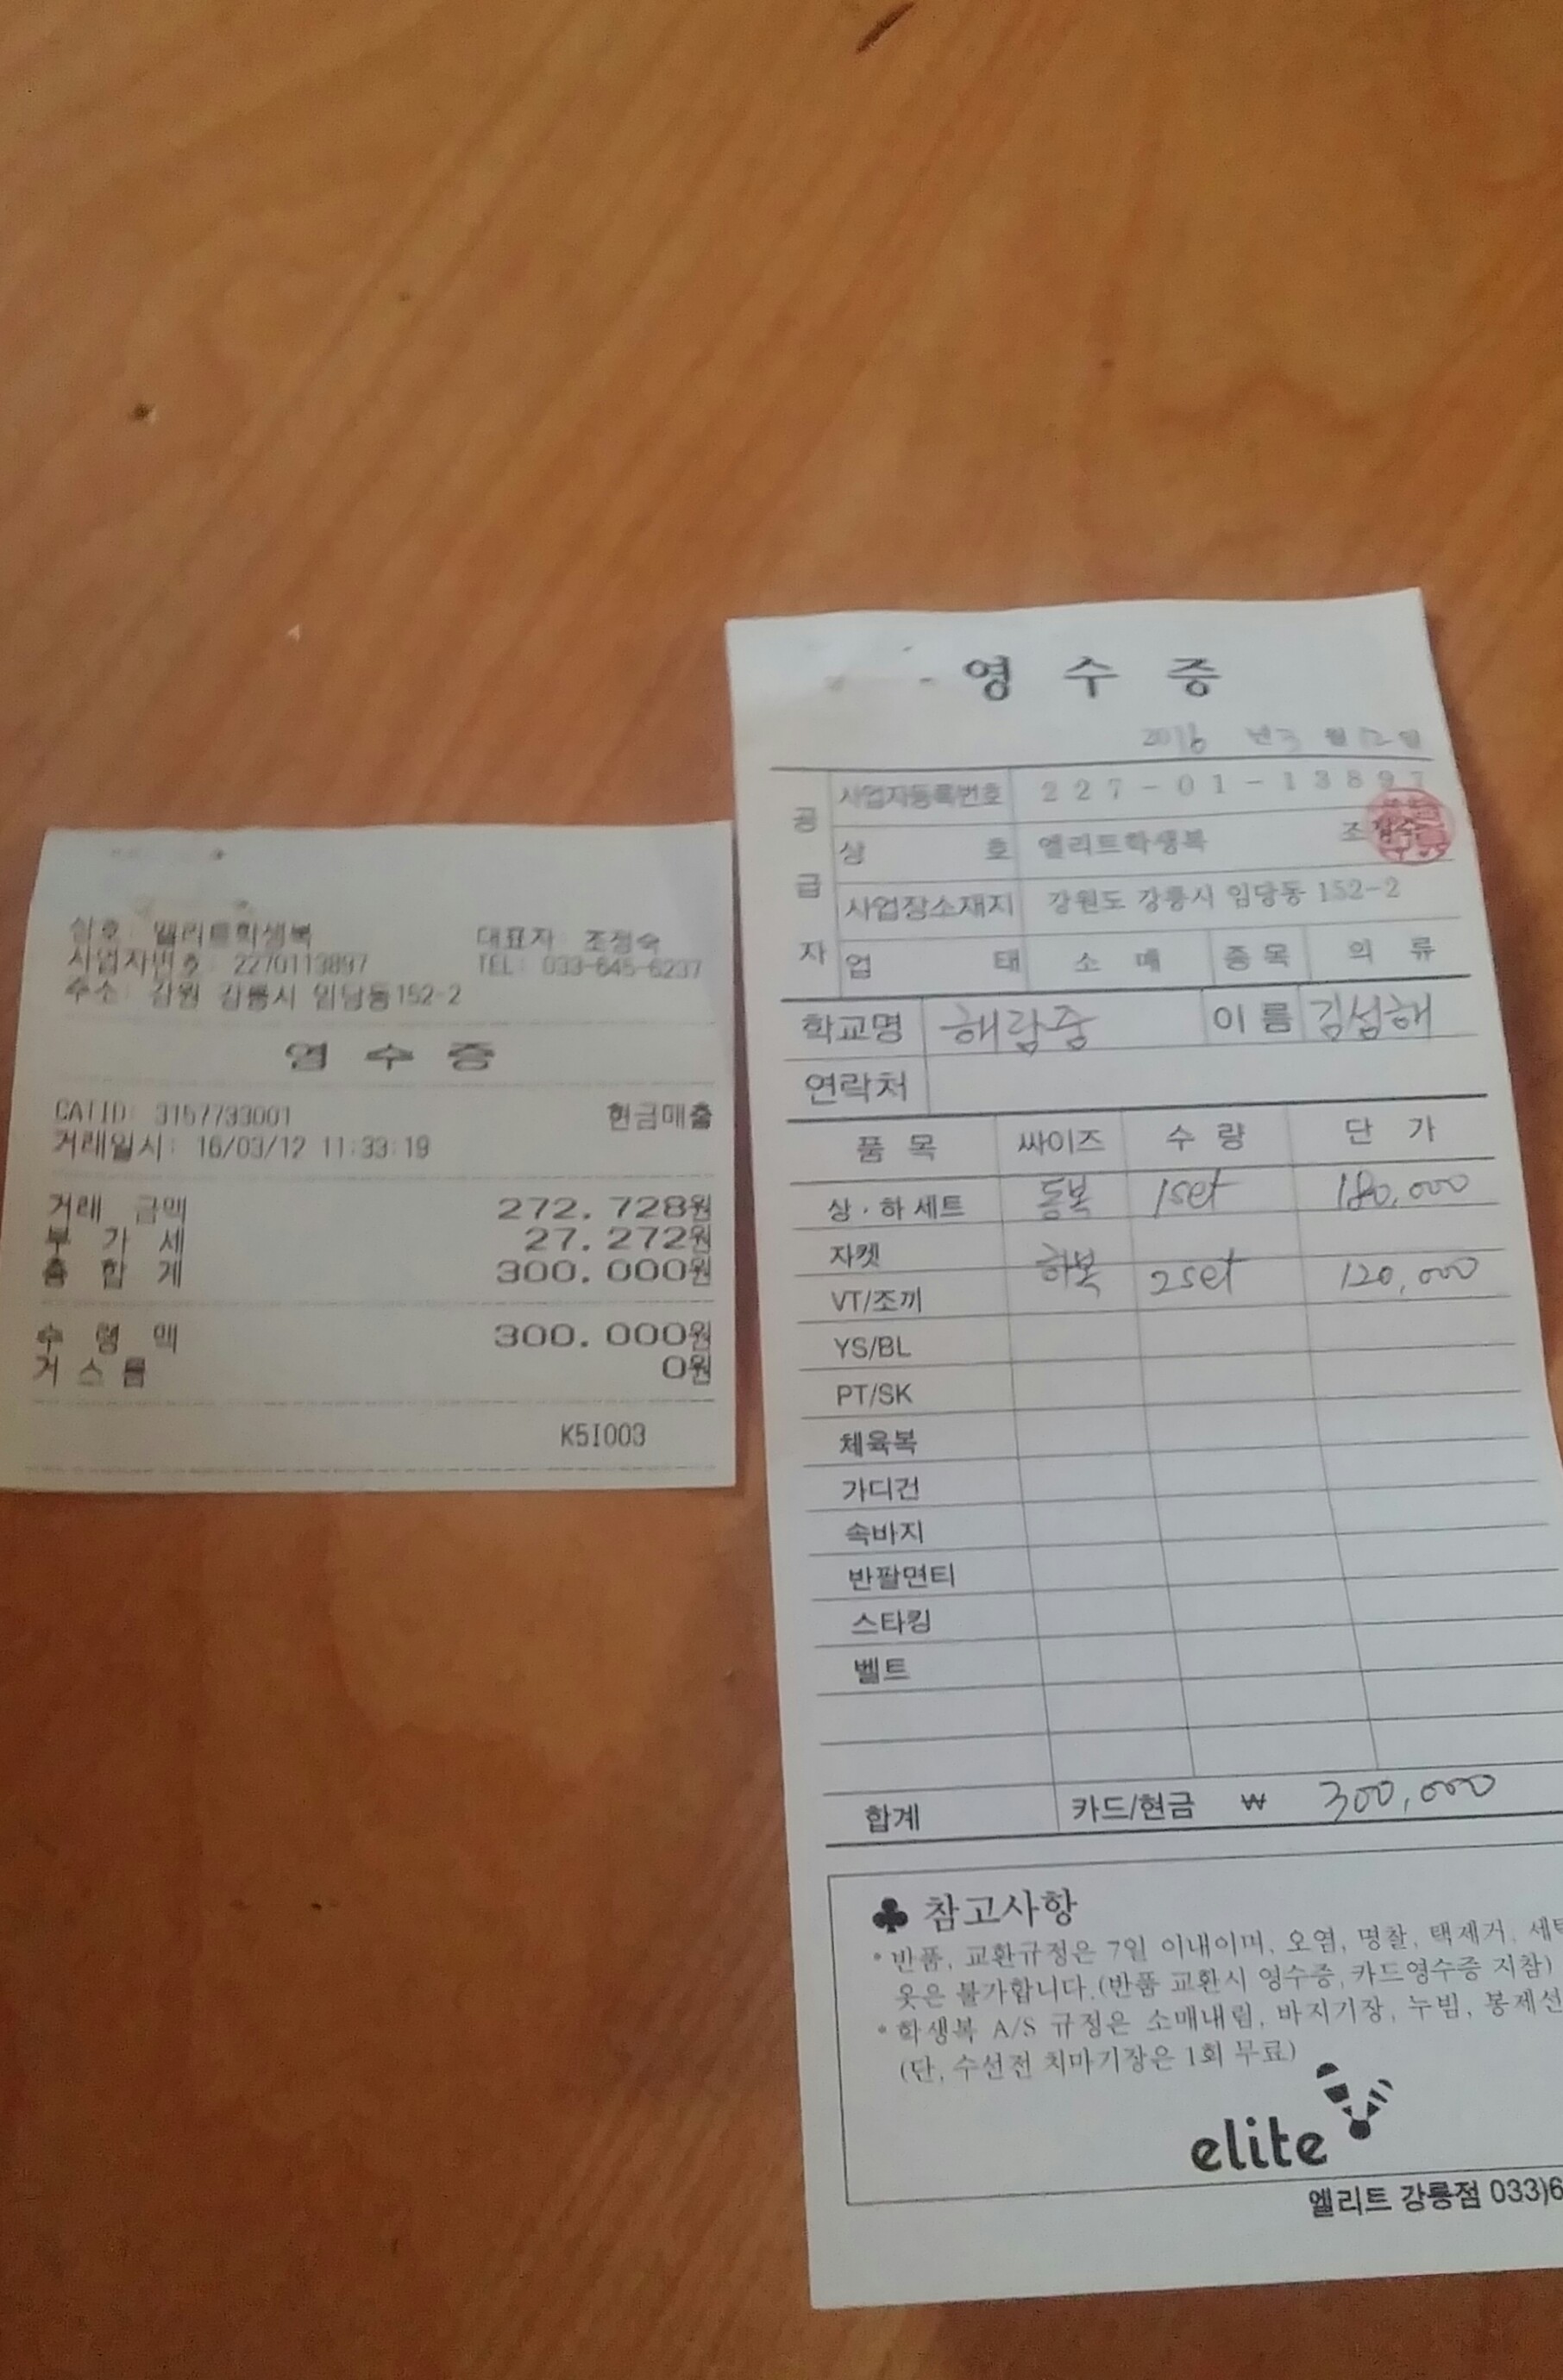 상호: 엘리트학생복 대표자: 조정숙
사업자번호: 2270113897 TEL: 033-645-6237
주소: 강원 강릉시 임당동152-2
영 수 증
CATID: 3157733001 현금매출
거래일시: 16/03/12 11:33:19
거래 금액 272.728원
부 가 세 27.272원
총 합 계 300.000원
수 령 액 300.000원
거 스 름 0원
K5I003
영 수 증
2016 년 3 월 12 일
공급자
사업자등록번호 227-01-13897
상 호 엘리트학생복 조정숙
사업장소재지 강원도 강릉시 임당동 152-2
업 태 소 매 종목 의 류
학교명 해람중 이 름 김섬해
연락처
품 목 싸이즈 수 량 단 가
상·하 세트 동복 1set 180,000
자켓
VT/조끼 하복 2set 120,000
YS/BL
PT/SK
체육복
가디건
속바지
반팔면티
스타킹
벨트
합계 카드/현금 ₩ 300,000
♣ 참고사항
* 반품, 교환규정은 7일 이내이며, 오염, 명찰, 택제거,
옷은 불가합니다.(반품 교환시 영수증, 카드영수증 지참)
* 학생복 A/S 규정은 소매내림, 바지기장, 누빔, 봉제선
(단, 수선전 치마기장은 1회 무료)
elite
엘리트 강릉점 033)6